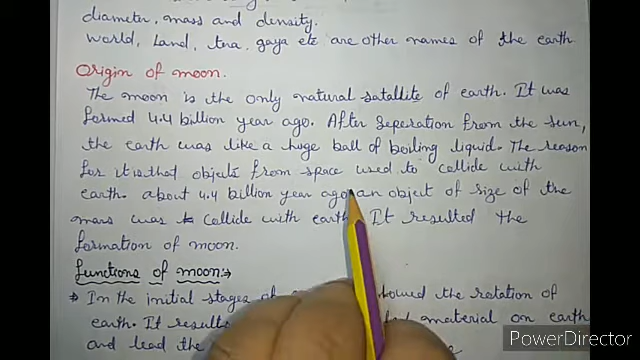 diameter, mass and density.
World, Land, tera, gaya etc are other names of the earth
Origin of moon.
The moon is the only natural satallite of earth. It was
formed 4.4 billion year ago. After seperation from the sun,
the earth was like a huge ball of boiling liquid. The reason
for it is that objects from space used to collide with
earth. about 4.4 billion year ago an object of size of the
mars was collide with earth. It resulted the
formation of moon.
Functions of moon:→
In the initial stages of the rotation of
earth. It results material on earth
and lead the
PowerDirector